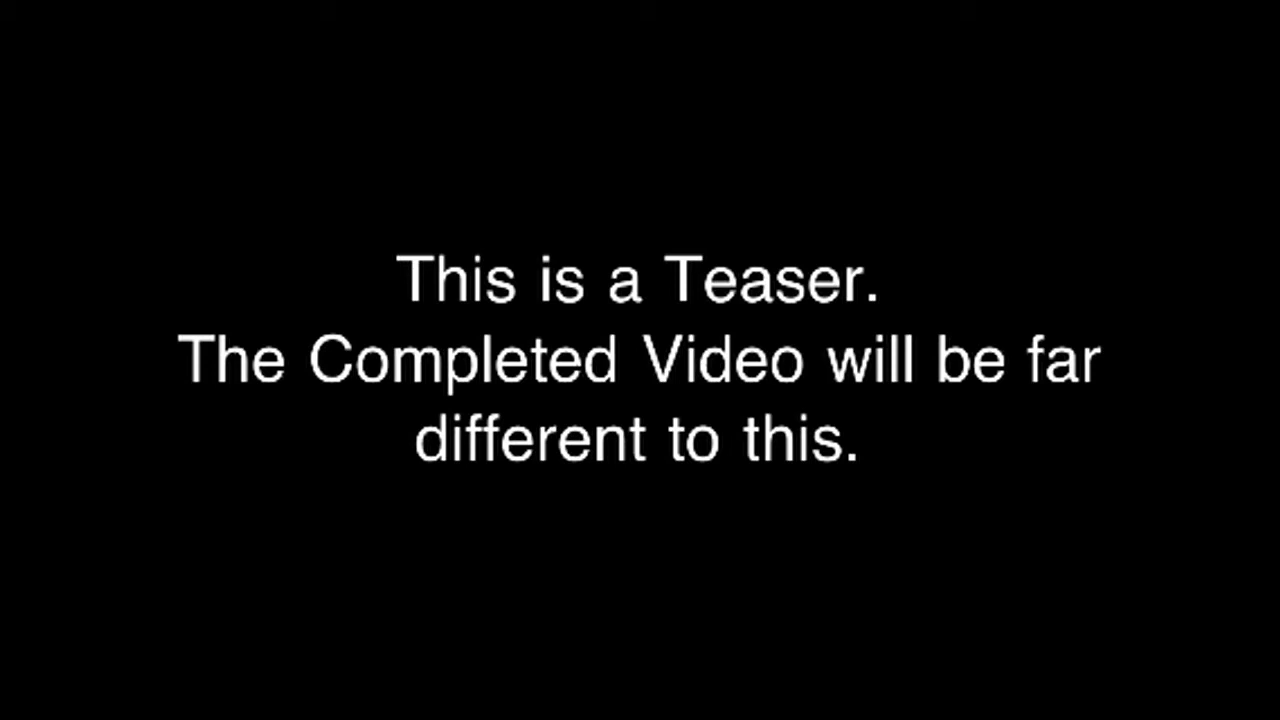 This is a Teaser.
The Completed Video will be far
different to this.